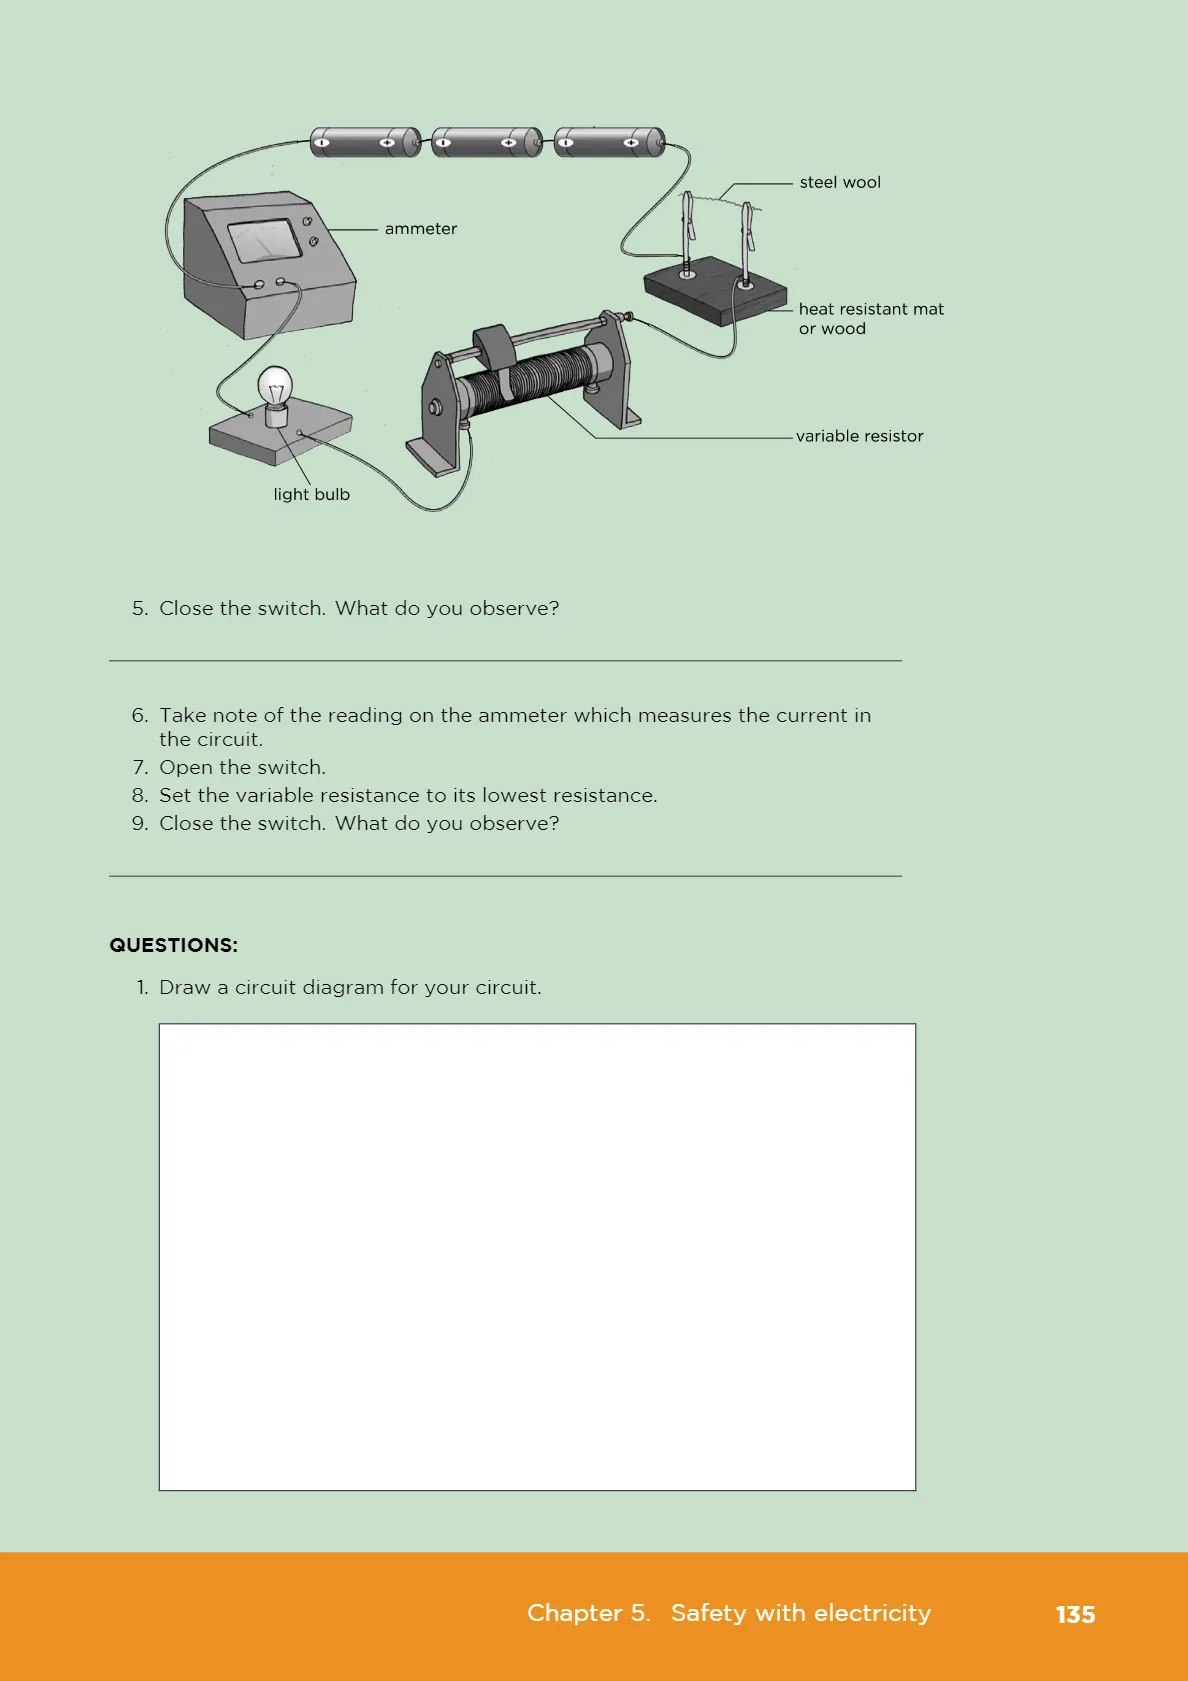 steel wool
ammeter
heat resistant mat
or wood
variable resistor
light bulb
5. Close the switch. What do you observe?
6. Take note of the reading on the ammeter which measures the current in
the circuit.
7. Open the switch.
8. Set the variable resistance to its lowest resistance.
9. Close the switch. What do you observe?
QUESTIONS:
1. Draw a circuit diagram for your circuit.
Chapter 5. Safety with electricity 135